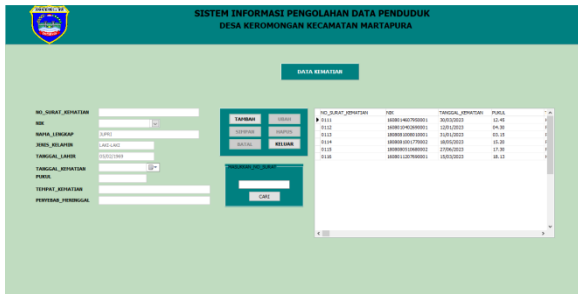 SISTEM INFORMASI PENGOLAHAN DATA PENDUDUK
DESA KEROMONGAN KECAMATAN MARTAPURA
DATA KEMATIAN
NO_SURAT_KEMATIAN
NIK
NAMA_LENGKAP SUPRI
JENIS_KELAMIN LAKI-LAKI
TANGGAL_LAHIR
TANGGAL_KEMATIAN
PUKUL
TEMPAT_KEMATIAN
PENYEBAB_MENINGGAL
TAMBAH UBAH
SIMPAN HAPUS
BATAL KELUAR
MASUKAN_NO_SURAT
CARI
NO_SURAT_KEMATIAN NIK TANGGAL_KEMATIAN PUKUL
0111 30/03/2023 12.45
0112 12/01/2023 04.30
0113 31/01/2023 03.15
0114 18/05/2023 15.20
0115 27/06/2023 17.30
0116 15/03/2023 16.13